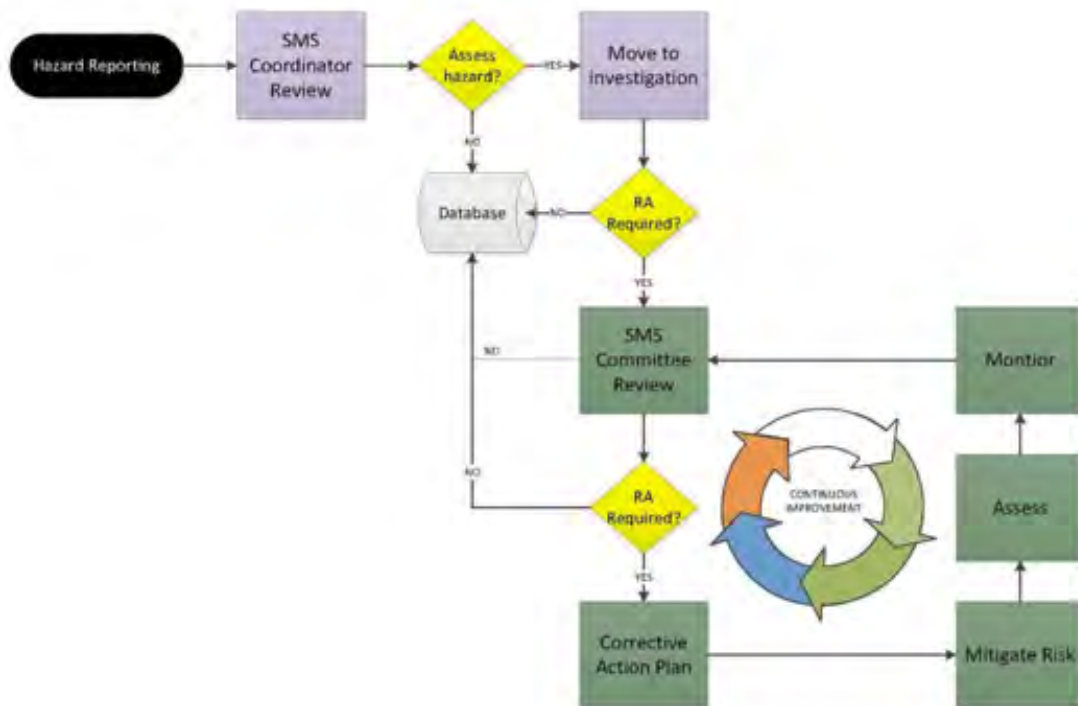 Hazard Reporting
SMS
Coordinator
Review
Assess
hazard?
YES
Move to
investigation
NO
Database
NO
RA
Required?
YES
SMS
Committee
Review
NO
Montior
CONTINUOUS
IMPROVEMENT
Assess
NO
RA
Required?
YES
Corrective
Action Plan
Mitigate Risk